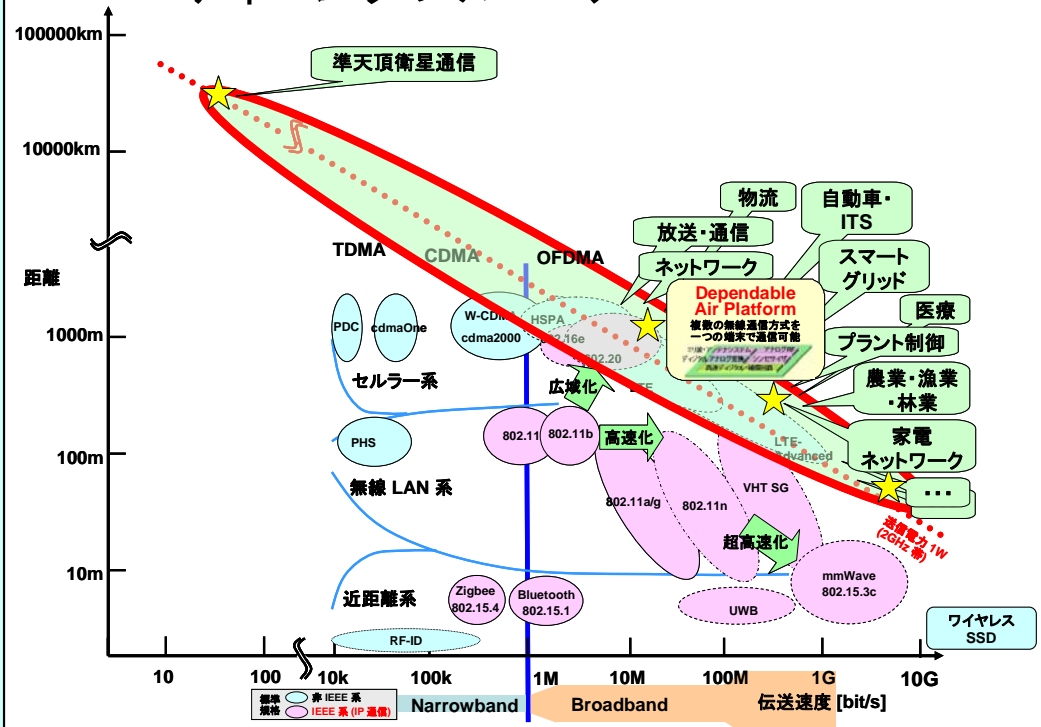 100000km
準天頂衛星通信
10000km
物流
自動車・
ITS
放送・通信
TDMA
CDMA
OFDMA
ネットワーク
スマート
グリッド
距離
Dependable
Air Platform
複数の無線通信方式を
一つの端末で通信可能
医療
PDC
cdmaOne
W-CDMA
cdma2000
HSPA
802.16e
802.20
1000m
プラント制御
セルラー系
広域化
LTE
農業・漁業
・林業
PHS
802.11
802.11b
高速化
家電
ネットワーク
LTE-
Advanced
100m
無線 LAN 系
802.11a/g
802.11n
VHT SG
・・・
送信電力 1W
(2GHz 帯)
超高速化
10m
近距離系
Zigbee
802.15.4
Bluetooth
802.15.1
UWB
mmWave
802.15.3c
RF-ID
ワイヤレス
SSD
10
100
10k
100k
1M
10M
100M
1G
10G
標準
規格
非 IEEE 系
IEEE 系 (IP 通信)
Narrowband
Broadband
伝送速度 [bit/s]